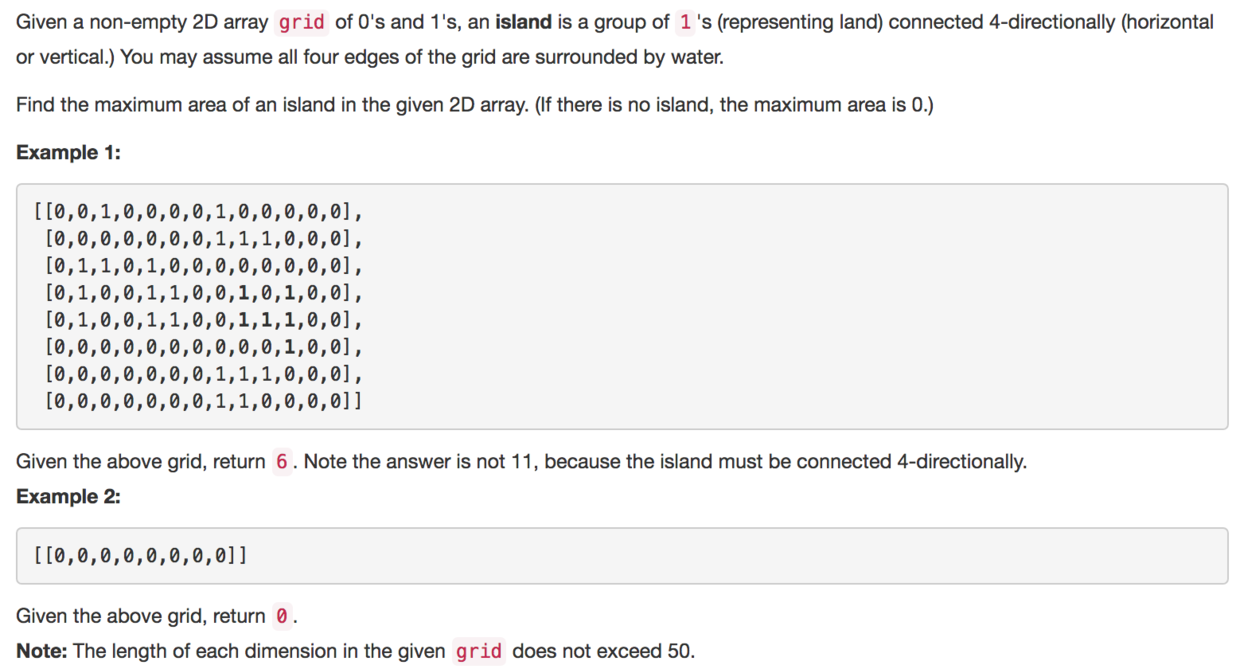 Given a non-empty 2D array grid of 0's and 1's, an island is a group of 1 's (representing land) connected 4-directionally (horizontal
or vertical.) You may assume all four edges of the grid are surrounded by water.
Find the maximum area of an island in the given 2D array. (If there is no island, the maximum area is 0.)
Example 1:
[[0,0,1,0,0,0,0,1,0,0,0,0,0],
[0,0,0,0,0,0,0,1,1,1,0,0,0],
[0,1,1,0,1,0,0,0,0,0,0,0,0],
[0,1,0,0,1,1,0,0,1,0,1,0,0],
[0,1,0,0,1,1,0,0,1,1,1,0,0],
[0,0,0,0,0,0,0,0,0,0,1,0,0],
[0,0,0,0,0,0,0,1,1,1,0,0,0],
[0,0,0,0,0,0,0,1,1,0,0,0,0]]
Given the above grid, return 6. Note the answer is not 11, because the island must be connected 4-directionally.
Example 2:
[[0,0,0,0,0,0,0,0]]
Given the above grid, return 0.
Note: The length of each dimension in the given grid does not exceed 50.